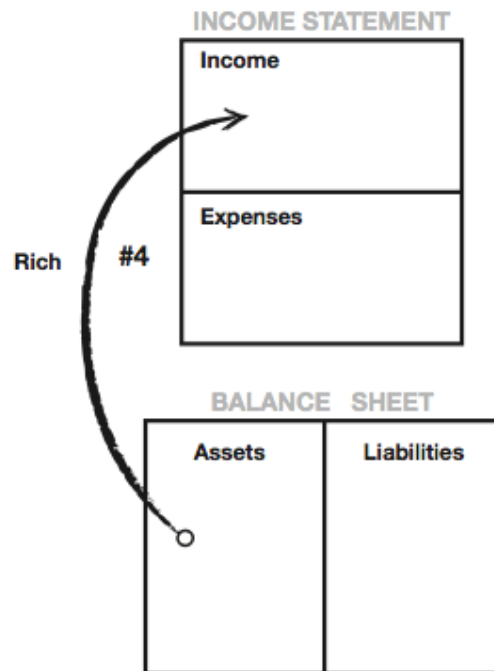 INCOME STATEMENT
Income
Expenses
Rich
#4
BALANCE SHEET
Assets
Liabilities